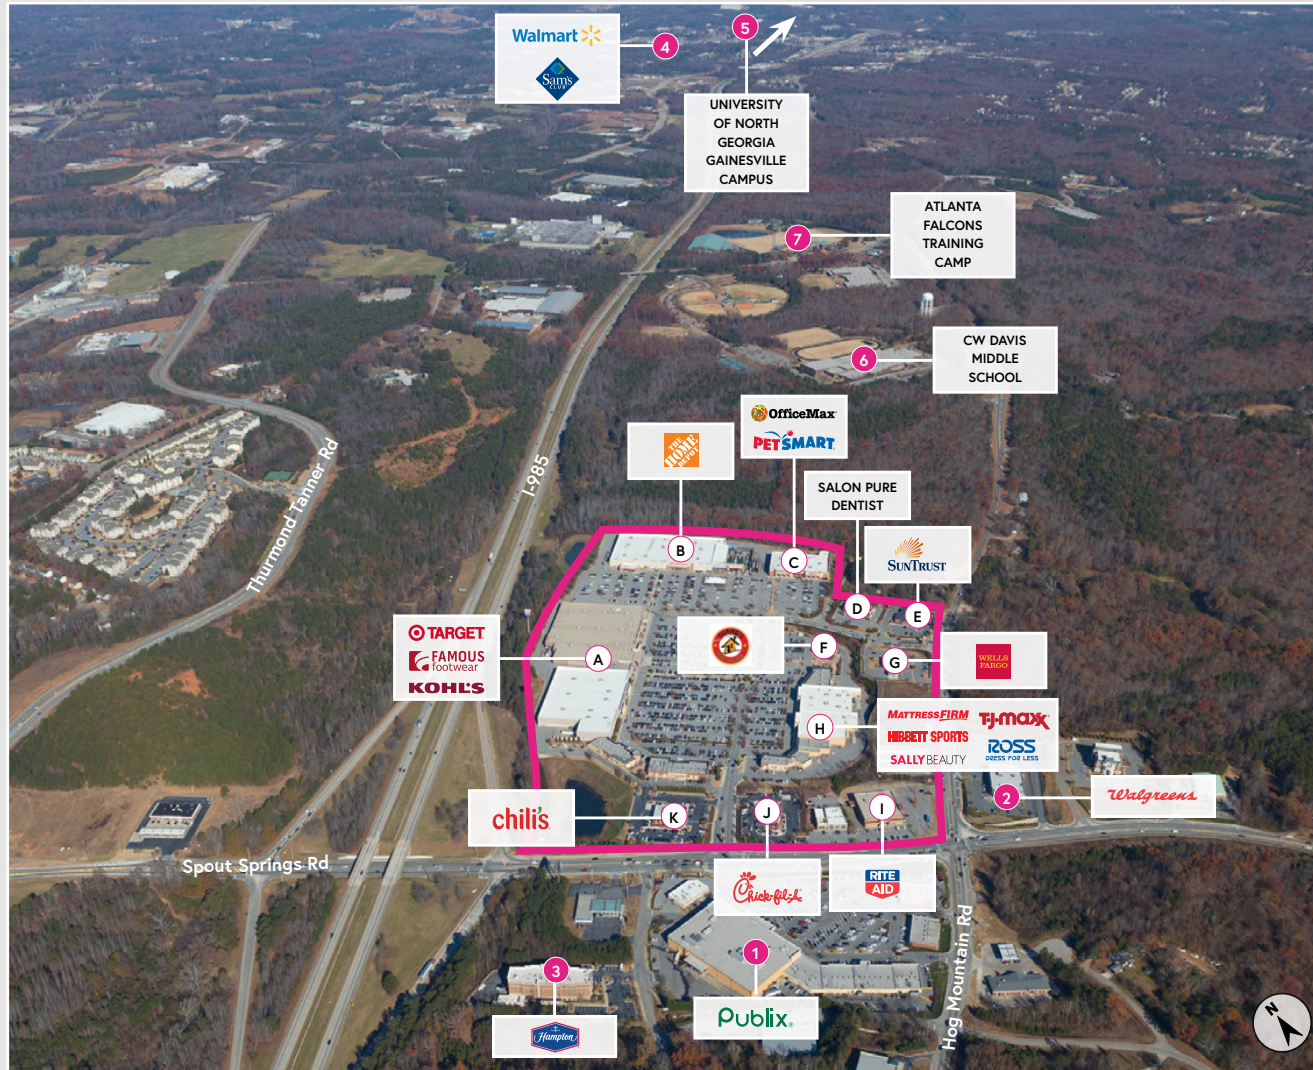 Walmart
Sam's
CLUB
4
5
UNIVERSITY
OF NORTH
GEORGIA
GAINESVILLE
CAMPUS
ATLANTA
FALCONS
TRAINING
CAMP
7
CW DAVIS
MIDDLE
SCHOOL
6
OfficeMax
PETSMART
THE
HOME
DEPOT
I-985
SALON PURE
DENTIST
SUNTRUST
Thurmond Tanner Rd
B
C
D
E
TARGET
FAMOUS
footwear
KOHL'S
A
F
G
WELLS
FARGO
H
MATTRESSFIRM
HIBBETT SPORTS
SALLY BEAUTY
T.J.maxx
ROSS
DRESS FOR LESS
chili's
K
J
I
2
Walgreens
Spout Springs Rd
Chick-fil-A
RITE
AID
Hog Mountain Rd
1
Publix
3
Hampton
N